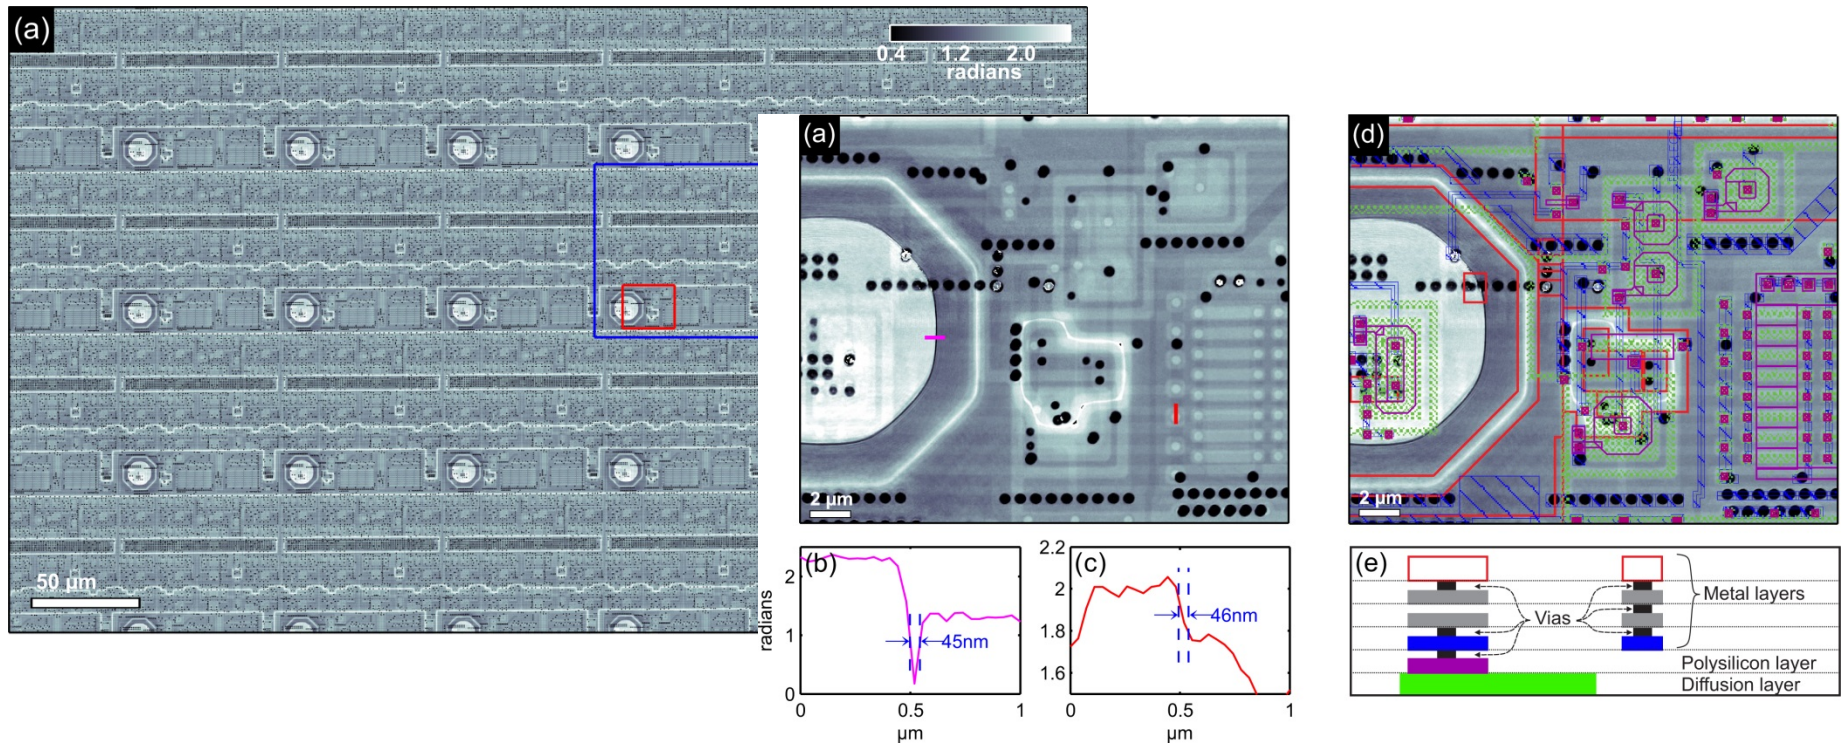 (a)
0.4 1.2 2.0
radians
50 µm
(a)
2 µm
(d)
2 µm
(b)
2
1
0
radians
45nm
0 0.5 1
µm
(c)
2.2
2
1.8
1.6
46nm
0 0.5 1
µm
(e)
Metal layers
Vias
Polysilicon layer
Diffusion layer